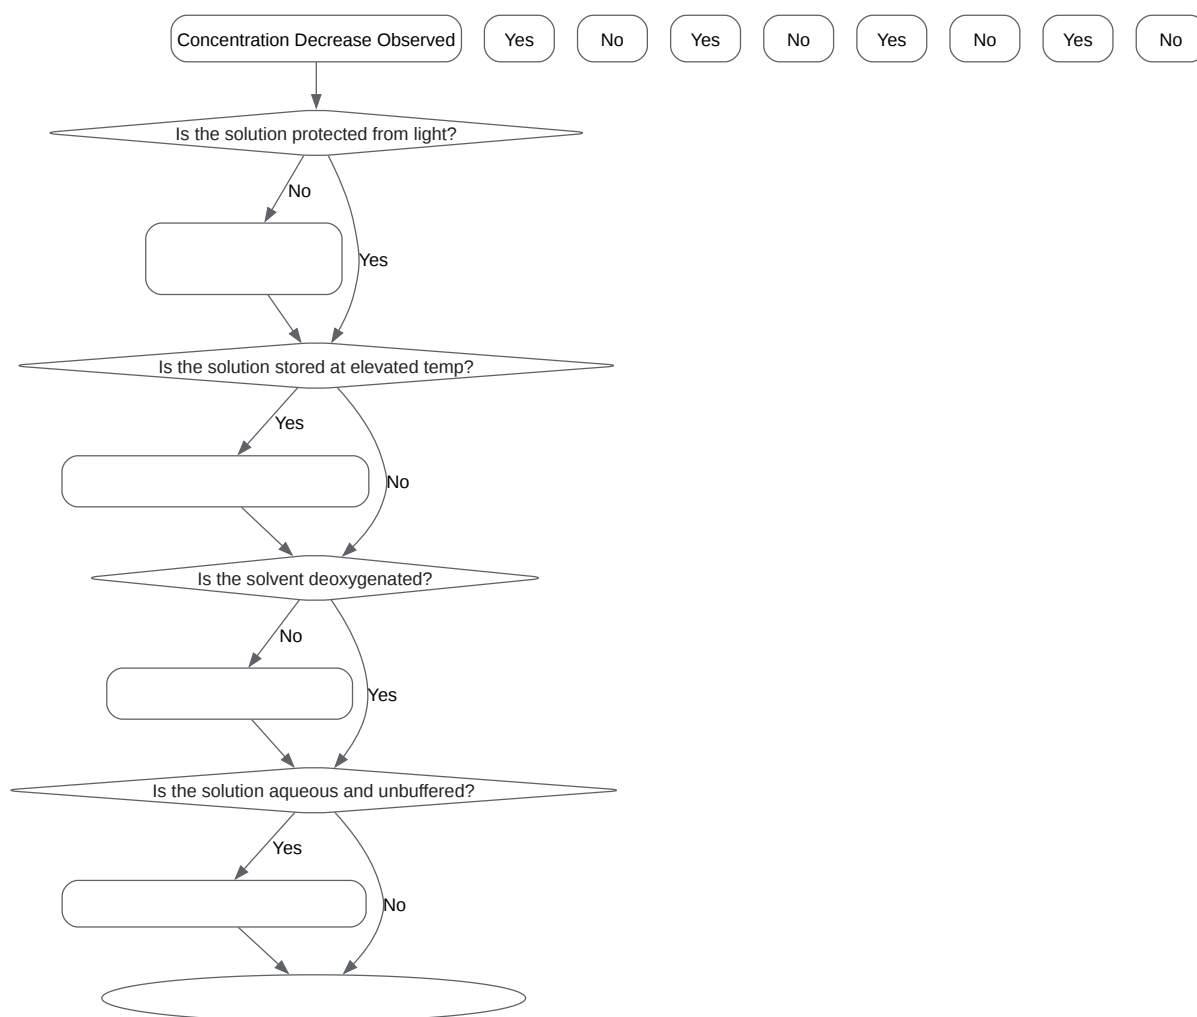 Concentration Decrease Observed
Yes
No
Yes
No
Yes
No
Yes
No
Is the solution protected from light?
No
Yes
Is the solution stored at elevated temp?
Yes
No
Is the solvent deoxygenated?
No
Yes
Is the solution aqueous and unbuffered?
Yes
No